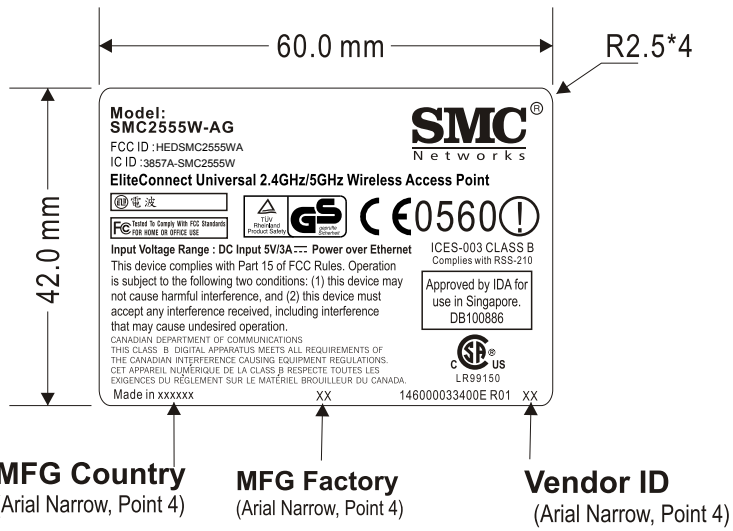 60.0 mm
R2.5*4
42.0 mm
Model:
SMC2555W-AG
FCC ID : HEDSMC2555WA
IC ID :3857A-SMC2555W
SMC®
Networks
EliteConnect Universal 2.4GHz/5GHz Wireless Access Point
電波
FC Tested To Comply With FCC Standards
FOR HOME OR OFFICE USE
TÜV
Rheinland
Product Safety
GS
geprüfte
Sicherheit
CE0560
Input Voltage Range : DC Input 5V/3A Power over Ethernet
ICES-003 CLASS B
Complies with RSS-210
This device complies with Part 15 of FCC Rules. Operation
is subject to the following two conditions: (1) this device may
not cause harmful interference, and (2) this device must
accept any interference received, including interference
that may cause undesired operation.
Approved by IDA for
use in Singapore.
DB100886
CANADIAN DEPARTMENT OF COMMUNICATIONS
THIS CLASS B DIGITAL APPARATUS MEETS ALL REQUIREMENTS OF
THE CANADIAN INTERFERENCE CAUSING EQUIPMENT REGULATIONS.
CET APPAREIL NUMÉRIQUE DE LA CLASS B RESPECTE TOUTES LES
EXIGENCES DU RÈGLEMENT SUR LE MATÉRIEL BROUILLEUR DU CANADA.
C SA ® US
LR99150
Made in xxxxxx XX 146000033400E R01 XX
MFG Country
(Arial Narrow, Point 4)
MFG Factory
(Arial Narrow, Point 4)
Vendor ID
(Arial Narrow, Point 4)